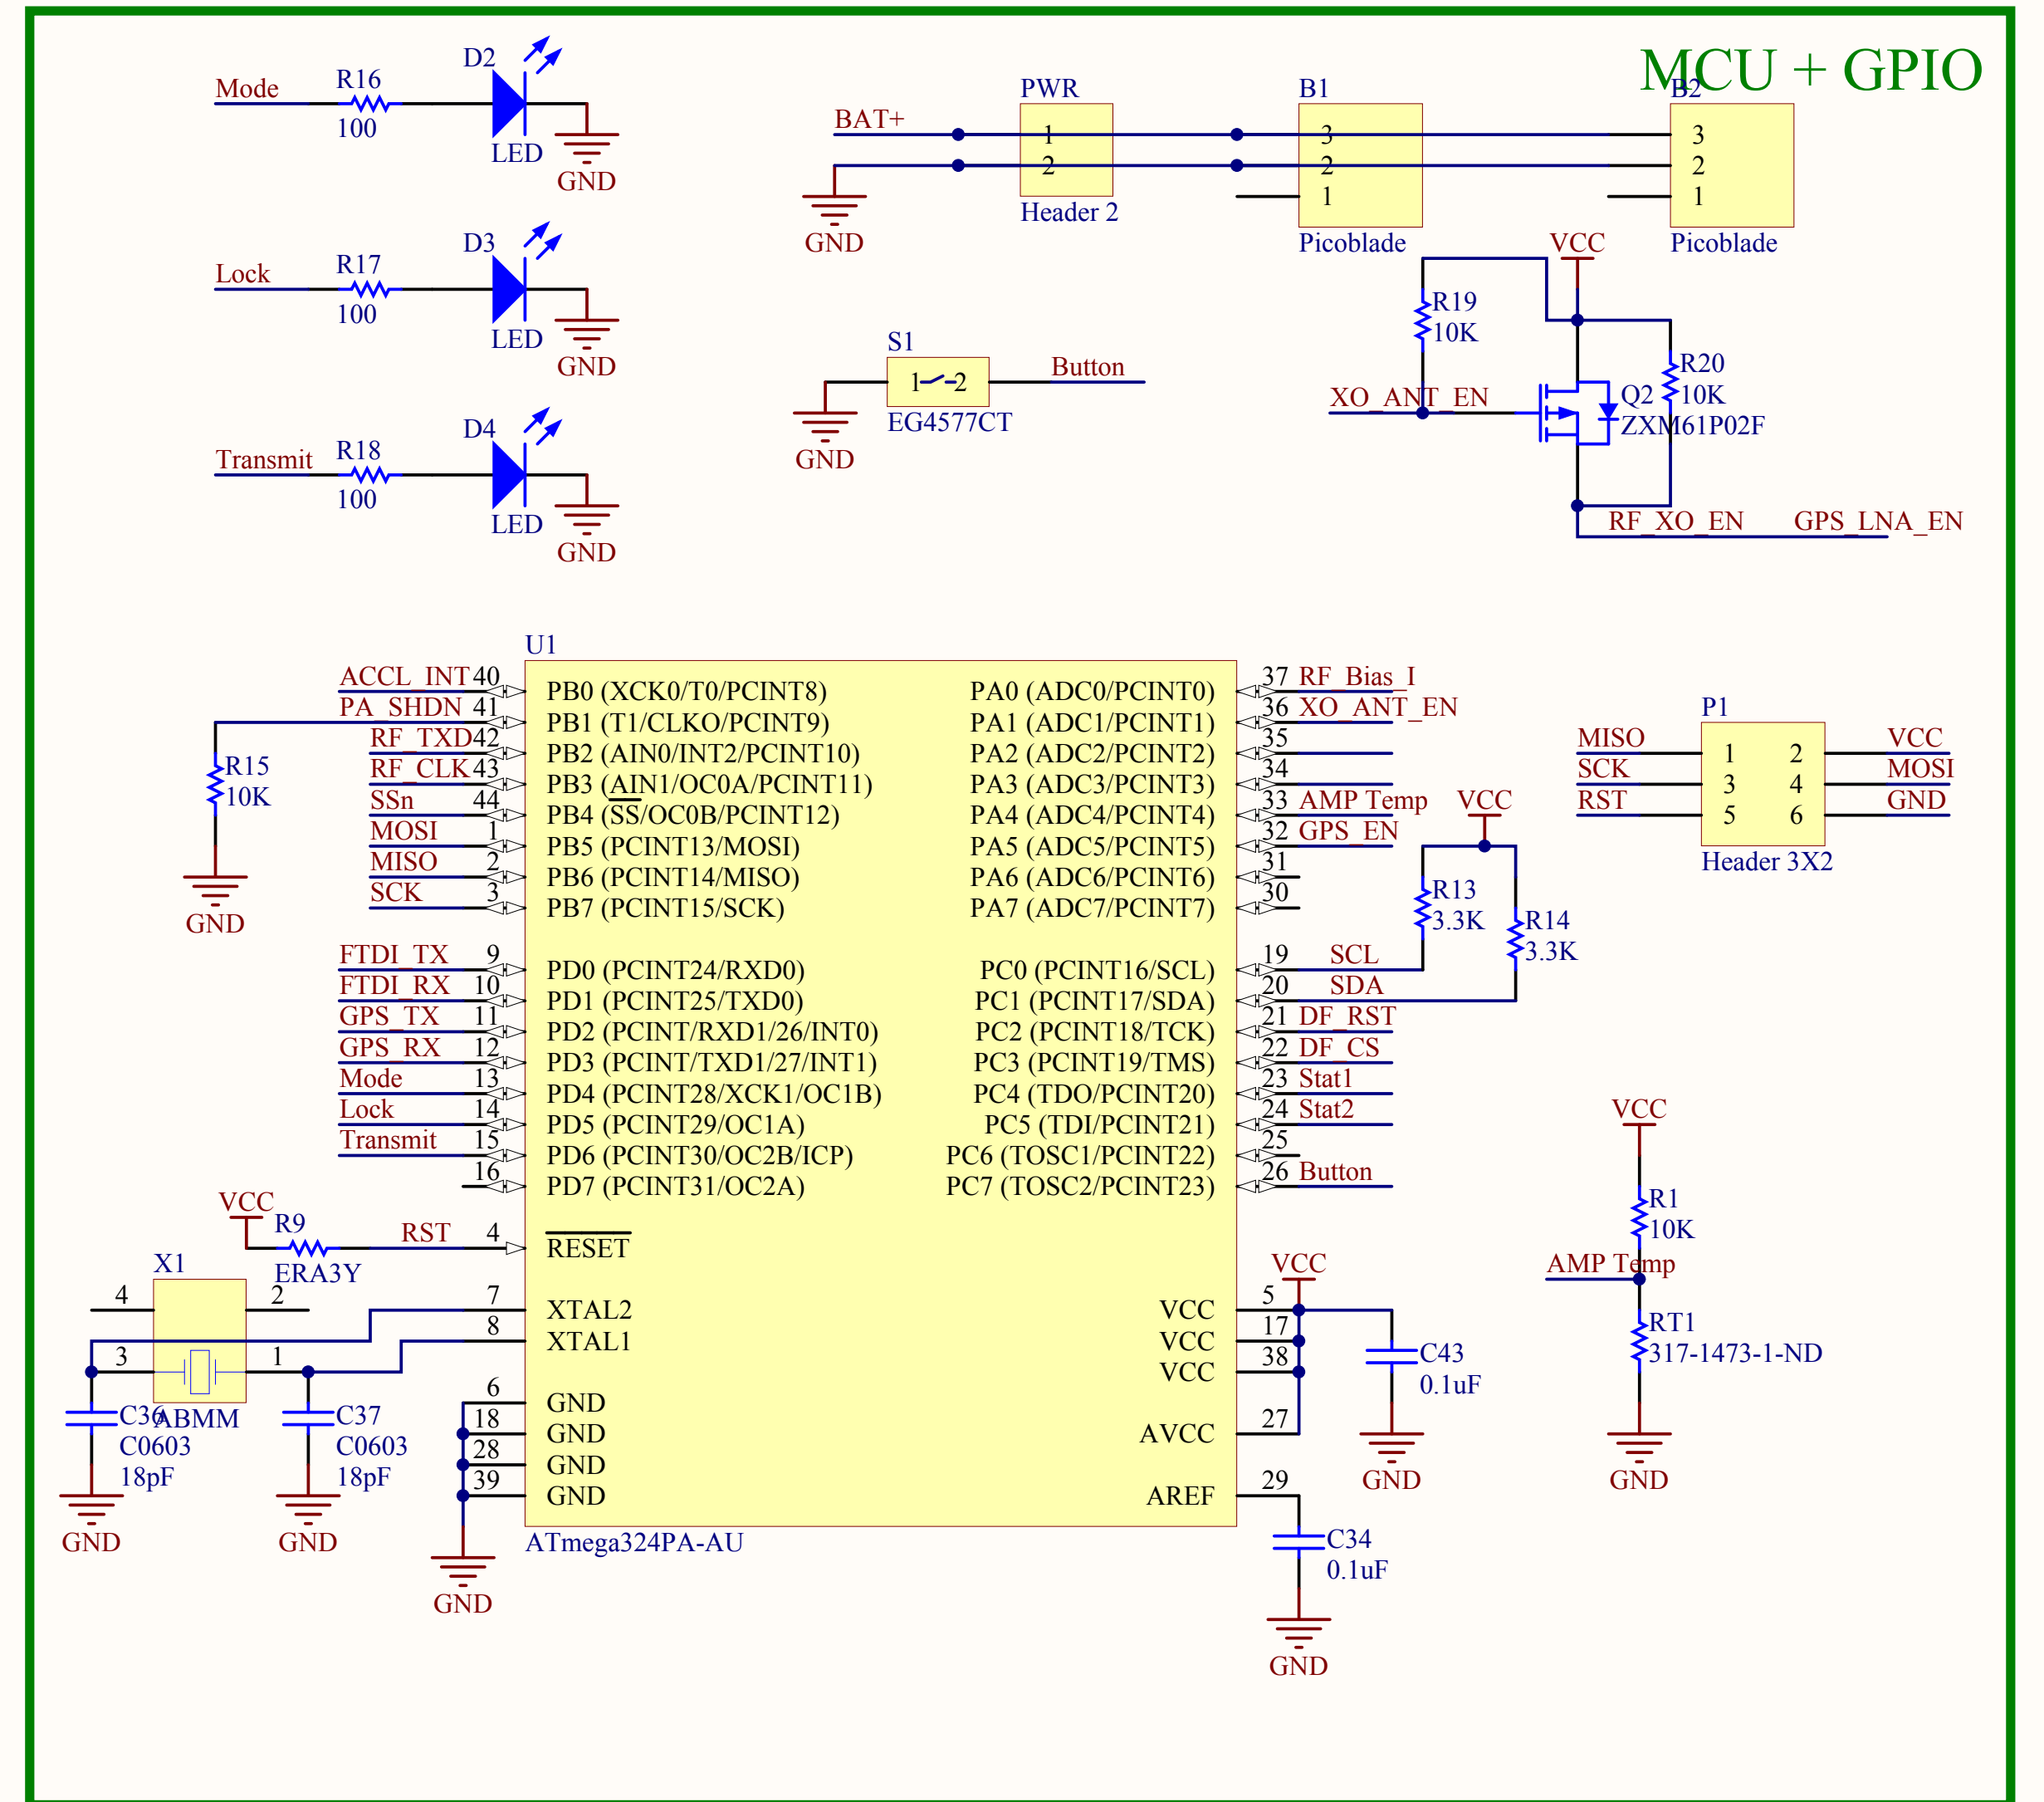 MCU + GPIO
Mode
R16
100
D2
LED
GND
Lock
R17
100
D3
LED
GND
Transmit
R18
100
D4
LED
GND
BAT+
GND
PWR
1
2
Header 2
B1
3
2
1
Picoblade
B2
3
2
1
Picoblade
S1
1 2
EG4577CT
GND
Button
VCC
R19
10K
XO_ANT_EN
R20
10K
Q2
ZXM61P02F
RF_XO_EN GPS_LNA_EN
U1
ACCL_INT 40 PB0 (XCK0/T0/PCINT8)
PA_SHDN 41 PB1 (T1/CLKO/PCINT9)
RF_TXD 42 PB2 (AIN0/INT2/PCINT10)
RF_CLK 43 PB3 (AIN1/OC0A/PCINT11)
SSn 44 PB4 (SS/OC0B/PCINT12)
MOSI 1 PB5 (PCINT13/MOSI)
MISO 2 PB6 (PCINT14/MISO)
SCK 3 PB7 (PCINT15/SCK)
R15
10K
GND
FTDI_TX 9 PD0 (PCINT24/RXD0)
FTDI_RX 10 PD1 (PCINT25/TXD0)
GPS_TX 11 PD2 (PCINT/RXD1/26/INT0)
GPS_RX 12 PD3 (PCINT/TXD1/27/INT1)
Mode 13 PD4 (PCINT28/XCK1/OC1B)
Lock 14 PD5 (PCINT29/OC1A)
Transmit 15 PD6 (PCINT30/OC2B/ICP)
16 PD7 (PCINT31/OC2A)
VCC
R9
ERA3Y
RST 4 RESET
7 XTAL2
8 XTAL1
6 GND
18 GND
28 GND
39 GND
GND
X1
4
2
3
1
ABMM
C36
C0603
18pF
GND
C37
C0603
18pF
GND
PA0 (ADC0/PCINT0) 37 RF_Bias_I
PA1 (ADC1/PCINT1) 36 XO_ANT_EN
PA2 (ADC2/PCINT2) 35
PA3 (ADC3/PCINT3) 34
PA4 (ADC4/PCINT4) 33 AMP Temp
PA5 (ADC5/PCINT5) 32 GPS_EN
PA6 (ADC6/PCINT6) 31
PA7 (ADC7/PCINT7) 30
PC0 (PCINT16/SCL) 19 SCL
PC1 (PCINT17/SDA) 20 SDA
PC2 (PCINT18/TCK) 21 DF_RST
PC3 (PCINT19/TMS) 22 DF_CS
PC4 (TDO/PCINT20) 23 Stat1
PC5 (TDI/PCINT21) 24 Stat2
PC6 (TOSC1/PCINT22) 25
PC7 (TOSC2/PCINT23) 26 Button
VCC
R13
3.3K
R14
3.3K
VCC
VCC 5
VCC 17
VCC 38
AVCC 27
AREF 29
C43
0.1uF
GND
C34
0.1uF
GND
ATmega324PA-AU
P1
MISO 1 2 VCC
SCK 3 4 MOSI
RST 5 6 GND
Header 3X2
VCC
R1
10K
AMP Temp
RT1
317-1473-1-ND
GND